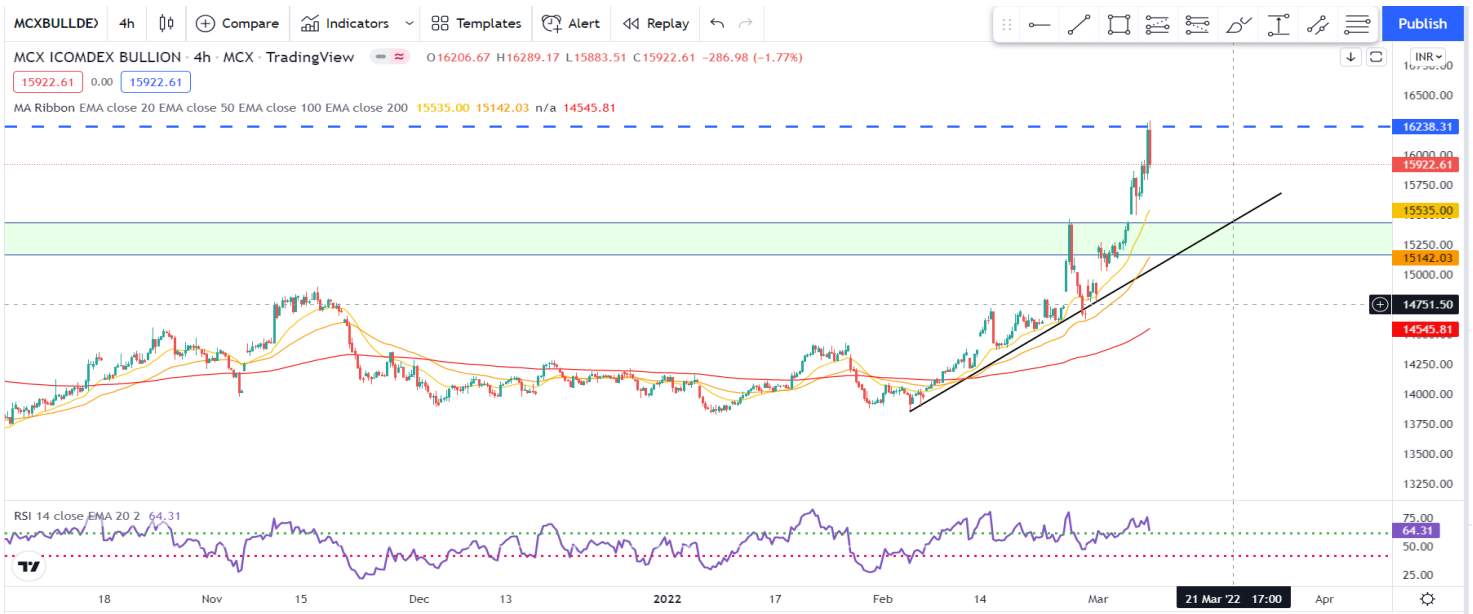 MCXBULLDEX 4h Compare Indicators Templates Alert Replay Publish
MCX ICOMDEX BULLION · 4h · MCX · TradingView O16206.67 H16289.17 L15883.51 C15922.61 −286.98 (−1.77%)
INR
15922.61 0.00 15922.61
MA Ribbon EMA close 20 EMA close 50 EMA close 100 EMA close 200 15535.00 15142.03 n/a 14545.81
16500.00
16238.31
16000.00
15922.61
15750.00
15535.00
15250.00
15142.03
15000.00
14751.50
14545.81
14250.00
14000.00
13750.00
13500.00
13250.00
RSI 14 close EMA 20 2 64.31
75.00
64.31
50.00
25.00
18 Nov 15 Dec 13 2022 17 Feb 14 Mar 21 Mar '22 17:00 Apr